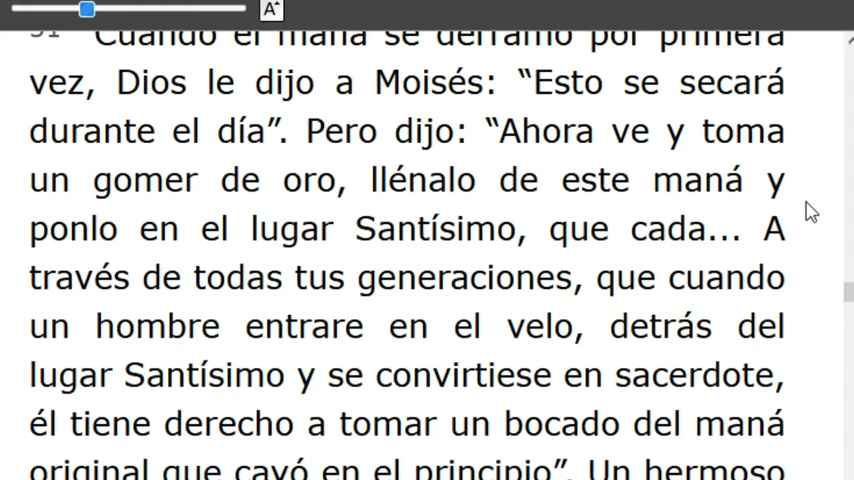 A
31 Cuando el maná se derramó por primera
vez, Dios le dijo a Moisés: “Esto se secará
durante el día”. Pero dijo: “Ahora ve y toma
un gomer de oro, llénalo de este maná y
ponlo en el lugar Santísimo, que cada... A
través de todas tus generaciones, que cuando
un hombre entrare en el velo, detrás del
lugar Santísimo y se convirtiese en sacerdote,
él tiene derecho a tomar un bocado del maná
original que cayó en el principio”. Un hermoso